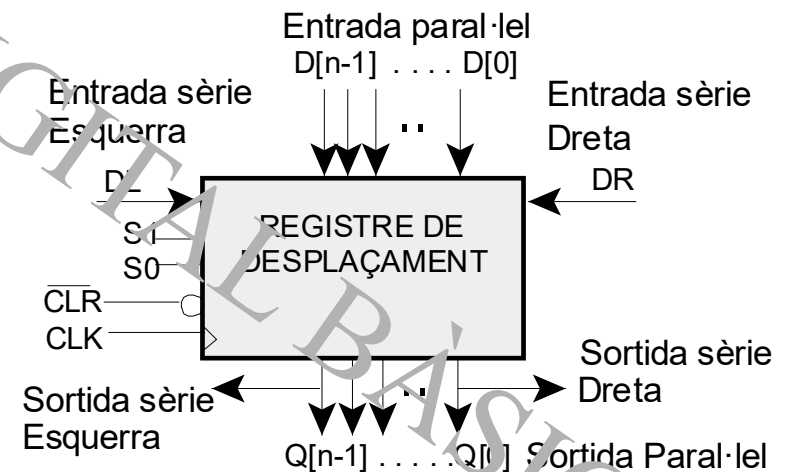 Entrada paral·lel
D[n-1] . . . . D[0]
Entrada sèrie
Esquerra
Entrada sèrie
Dreta
DL
DR
S1
S0
CLR
CLK
REGISTRE DE
DESPLAÇAMENT
Sortida sèrie
Esquerra
Sortida sèrie
Dreta
Q[n-1] . . . . . Q[0] Sortida Paral·lel